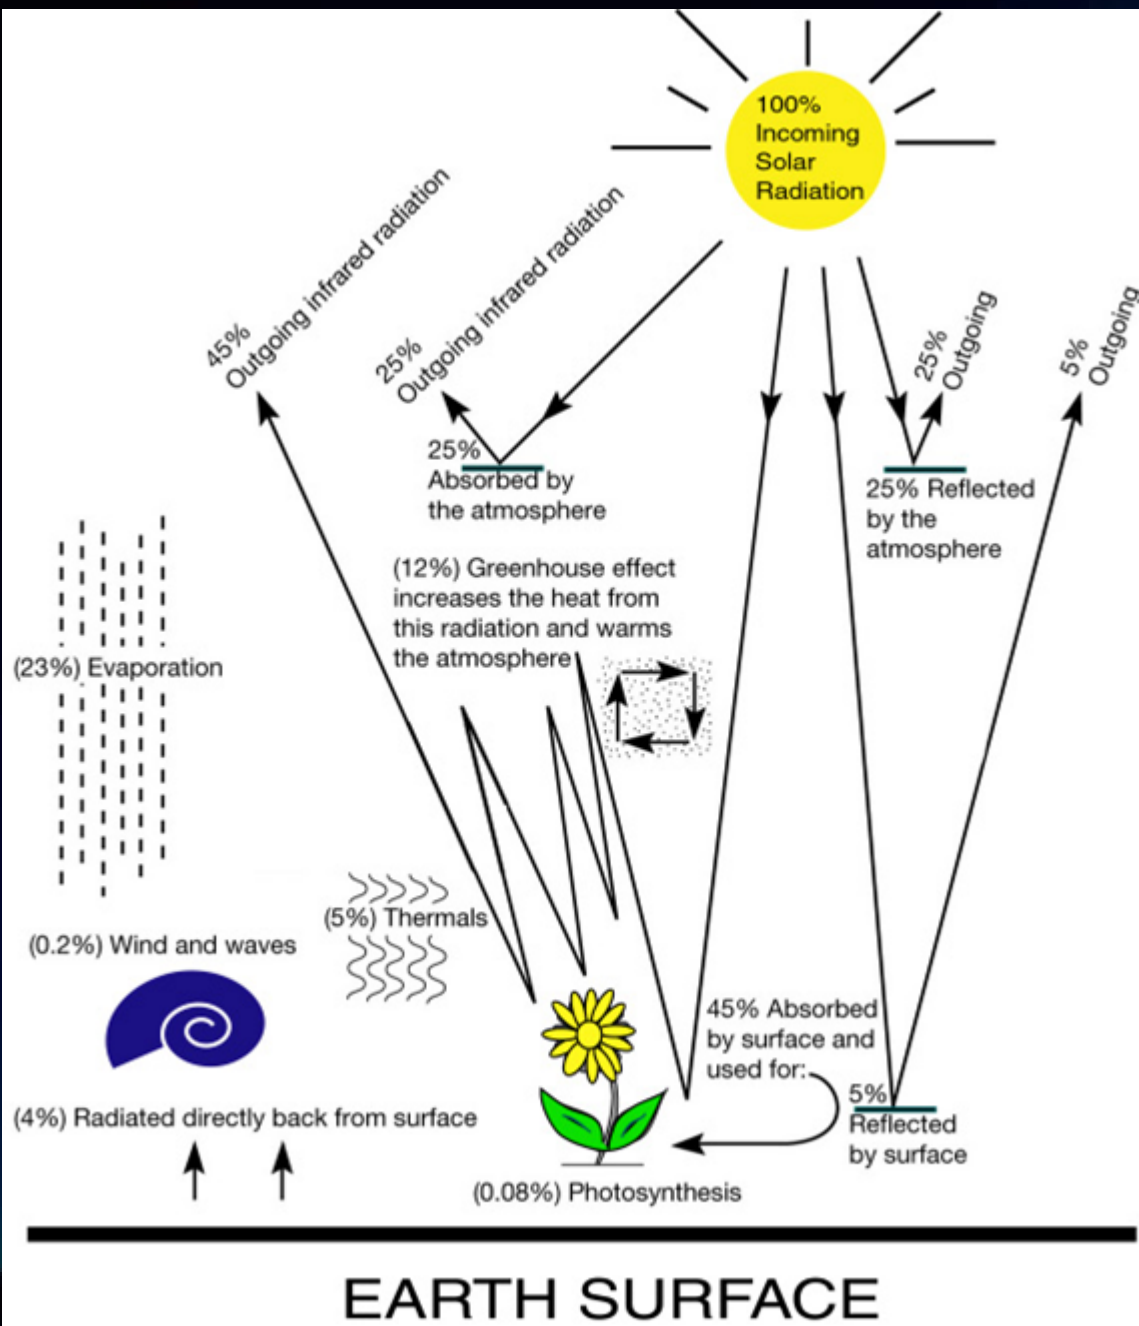 100%
Incoming
Solar
Radiation
45%
Outgoing infrared radiation
25%
Outgoing infrared radiation
25%
Outgoing
5%
Outgoing
25%
Absorbed by
the atmosphere
25% Reflected
by the
atmosphere
(12%) Greenhouse effect
increases the heat from
this radiation and warms
the atmosphere
(23%) Evaporation
(5%) Thermals
(0.2%) Wind and waves
45% Absorbed
by surface and
used for:
5%
Reflected
by surface
(4%) Radiated directly back from surface
(0.08%) Photosynthesis
EARTH SURFACE